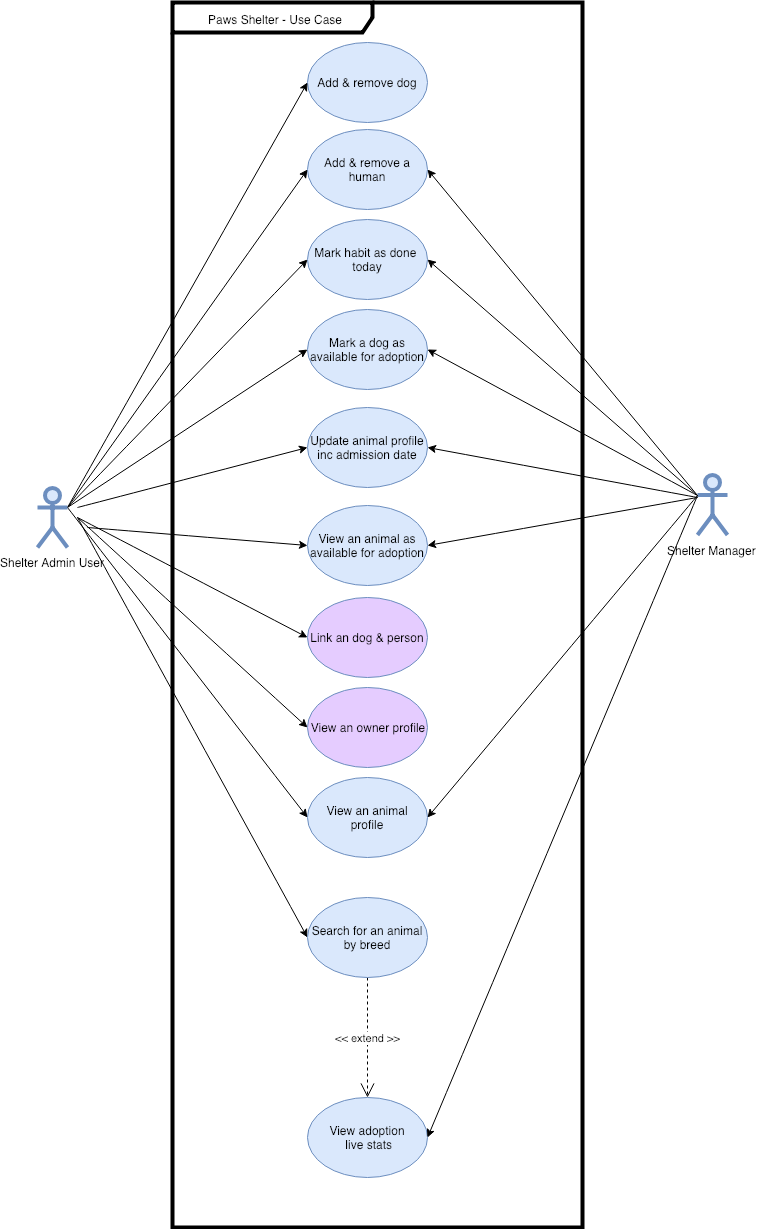 Paws Shelter - Use Case
Add & remove dog
Add & remove a
human
Mark habit as done
today
Mark a dog as
available for adoption
Update animal profile
inc admission date
View an animal as
available for adoption
Shelter Admin User
Shelter Manager
Link an dog & person
View an owner profile
View an animal
profile
Search for an animal
by breed
<< extend >>
View adoption
live stats